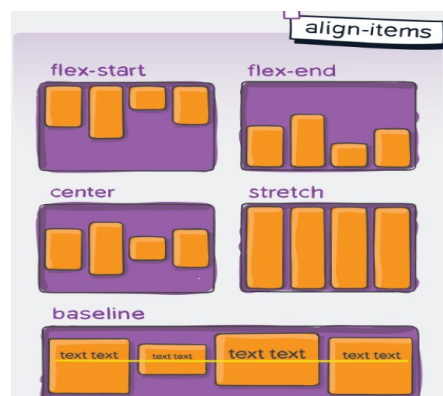 align-items
flex-start
flex-end
center
stretch
baseline
text text
text text
text text
text text